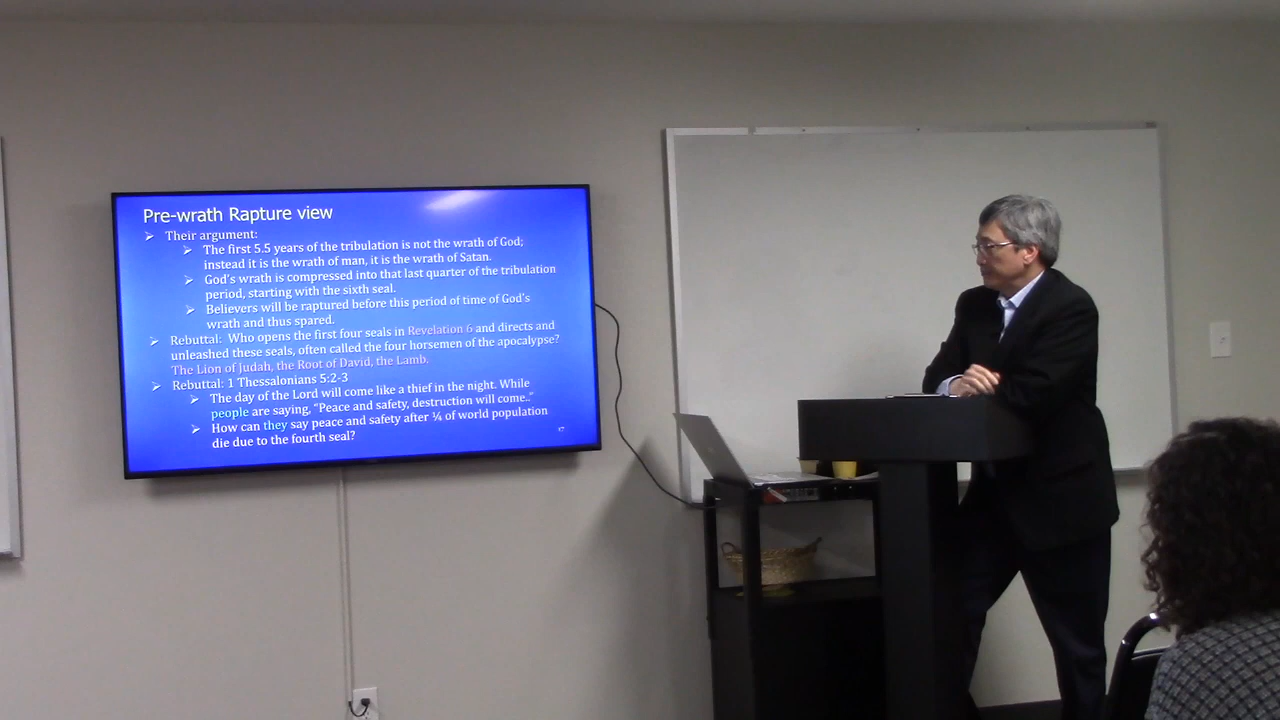 Pre-wrath Rapture view
Their argument:
The first 5.5 years of the tribulation is not the wrath of God;
instead it is the wrath of man, it is the wrath of Satan.
God's wrath is compressed into that last quarter of the tribulation
period, starting with the sixth seal.
Believers will be raptured before this period of time of God's
wrath and thus spared.
Rebuttal: Who opens the first four seals in Revelation 6 and directs and
unleashed these seals, often called the four horsemen of the apocalypse?
The Lion of Judah, the Root of David, the Lamb.
Rebuttal: 1 Thessalonians 5:2-3
The day of the Lord will come like a thief in the night. While
people are saying, "Peace and safety, destruction will come.."
How can they say peace and safety after ¼ of world population
die due to the fourth seal?